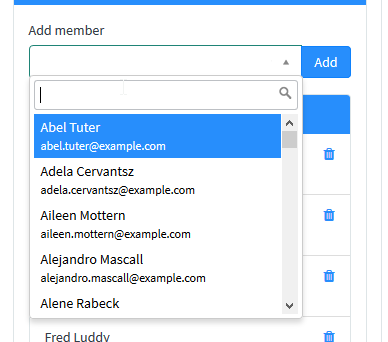 Add member
Add
Abel Tuter
abel.tuter@example.com
Adela Cervantsz
adela.cervantsz@example.com
Aileen Mottern
aileen.mottern@example.com
Alejandro Mascall
alejandro.mascall@example.com
Alene Rabeck
Fred Luddy